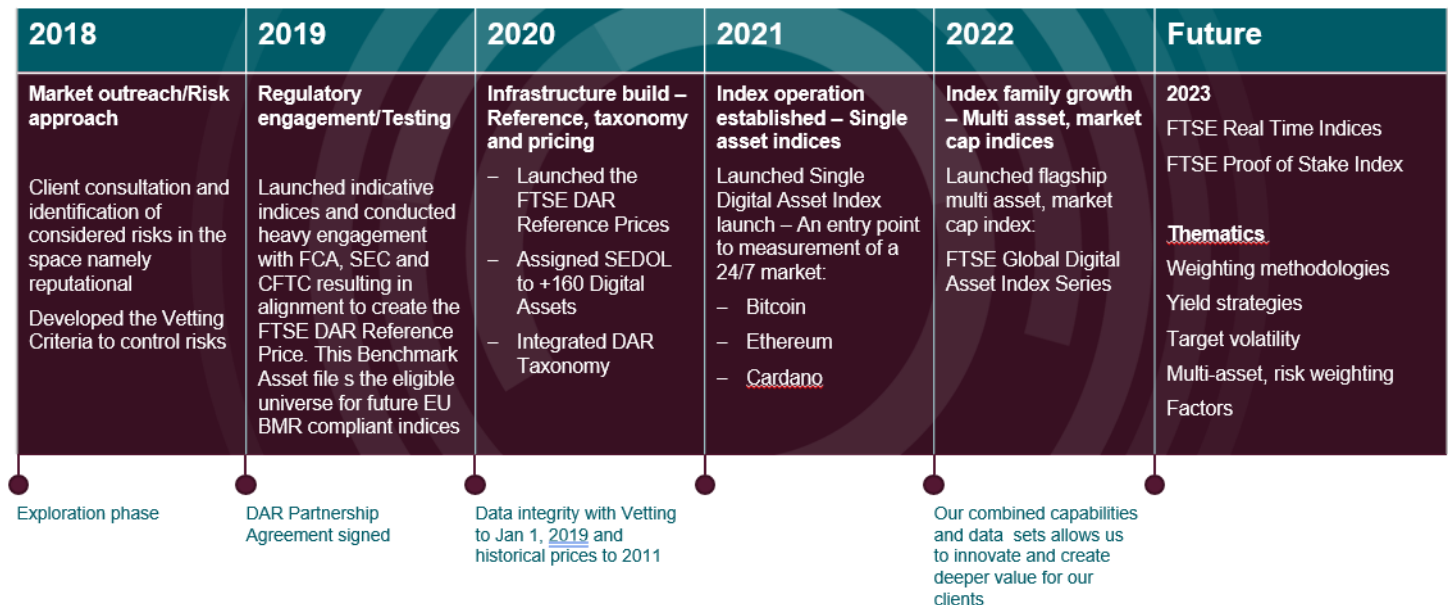 2018
Market outreach/Risk
approach
Client consultation and
identification of
considered risks in the
space namely
reputational
Developed the Vetting
Criteria to control risks
Exploration phase
2019
Regulatory
engagement/Testing
Launched indicative
indices and conducted
heavy engagement
with FCA, SEC and
CFTC resulting in
alignment to create the
FTSE DAR Reference
Price. This Benchmark
Asset file s the eligible
universe for future EU
BMR compliant indices
DAR Partnership
Agreement signed
2020
Infrastructure build –
Reference, taxonomy
and pricing
– Launched the
FTSE DAR
Reference Prices
– Assigned SEDOL
to +160 Digital
Assets
– Integrated DAR
Taxonomy
Data integrity with Vetting
to Jan 1, 2019 and
historical prices to 2011
2021
Index operation
established – Single
asset indices
Launched Single
Digital Asset Index
launch – An entry point
to measurement of a
24/7 market:
– Bitcoin
– Ethereum
– Cardano
2022
Index family growth
– Multi asset, market
cap indices
Launched flagship
multi asset, market
cap index:
FTSE Global Digital
Asset Index Series
Our combined capabilities
and data sets allows us
to innovate and create
deeper value for our
clients
Future
2023
FTSE Real Time Indices
FTSE Proof of Stake Index
Thematics
Weighting methodologies
Yield strategies
Target volatility
Multi-asset, risk weighting
Factors